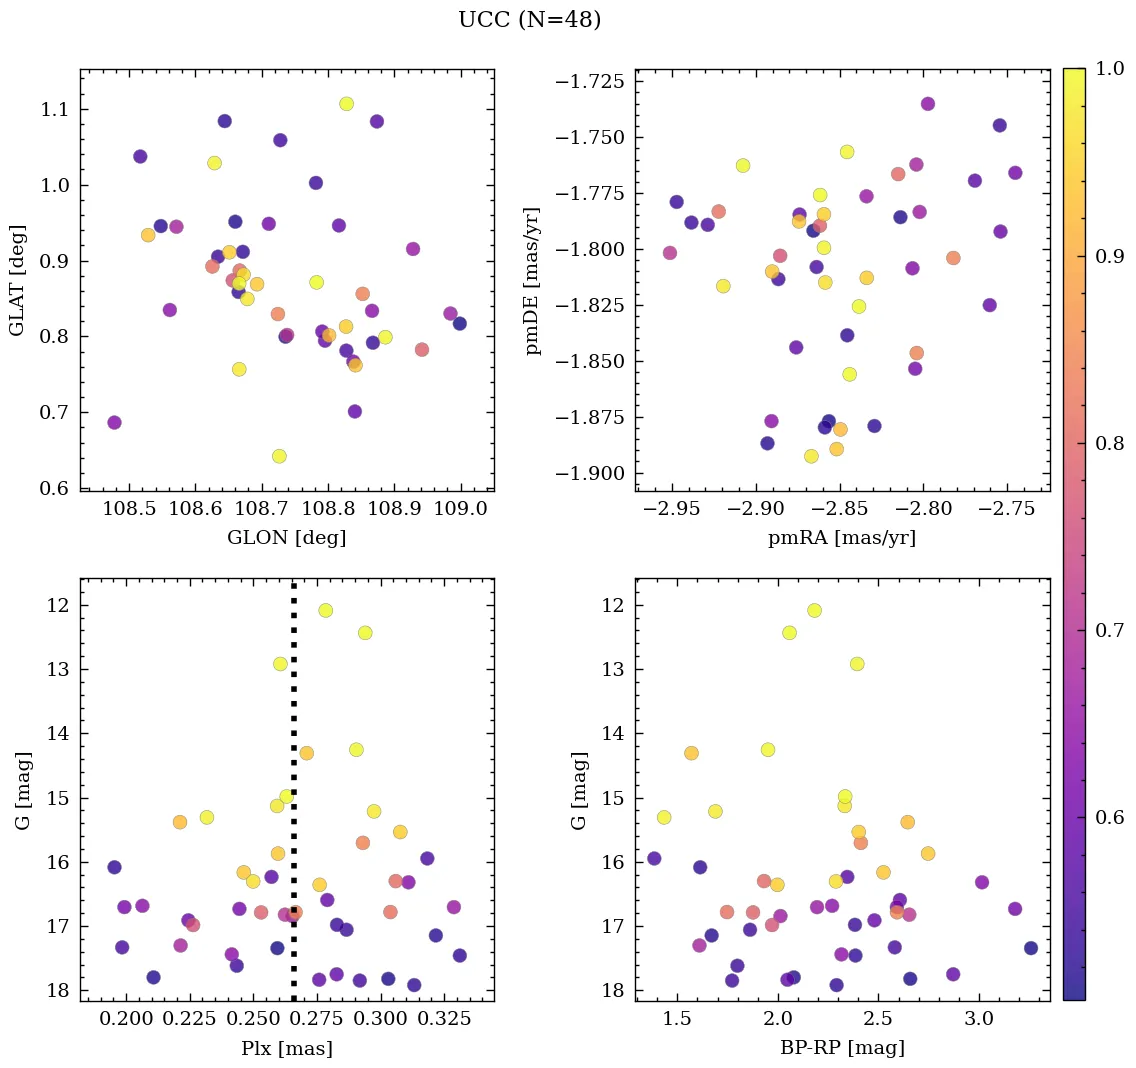 UCC (N=48)
1.1
1.0
0.9
0.8
0.7
0.6
GLAT [deg]
108.5 108.6 108.7 108.8 108.9 109.0
GLON [deg]
−1.725
−1.750
−1.775
−1.800
−1.825
−1.850
−1.875
−1.900
pmDE [mas/yr]
−2.95 −2.90 −2.85 −2.80 −2.75
pmRA [mas/yr]
1.0
0.9
0.8
0.7
0.6
12
13
14
15
16
17
18
G [mag]
0.200 0.225 0.250 0.275 0.300 0.325
Plx [mas]
12
13
14
15
16
17
18
G [mag]
1.5 2.0 2.5 3.0
BP-RP [mag]